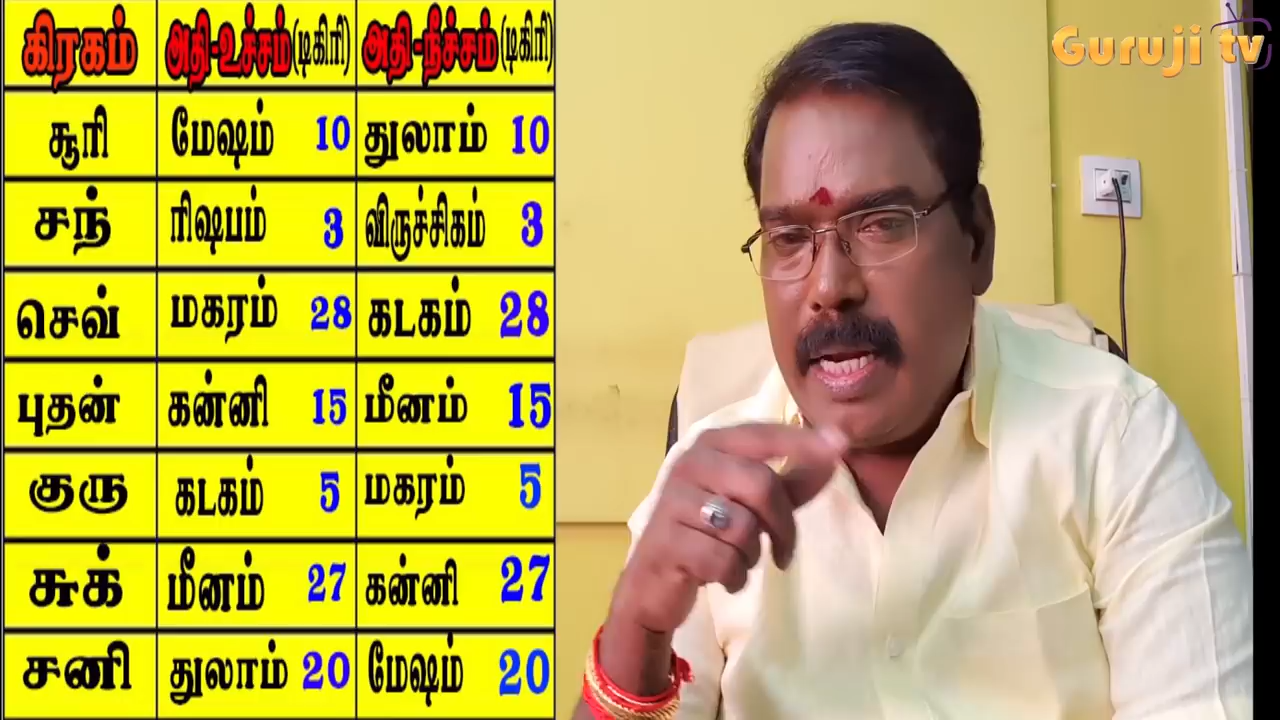 கிரகம் அதி-உச்சம்(டிகிரி) அதி-நீச்சம்(டிகிரி)
சூரி மேஷம் 10 துலாம் 10
சந் ரிஷபம் 3 விருச்சிகம் 3
செவ் மகரம் 28 கடகம் 28
புதன் கன்னி 15 மீனம் 15
குரு கடகம் 5 மகரம் 5
சுக் மீனம் 27 கன்னி 27
சனி துலாம் 20 மேஷம் 20
Guruji tv